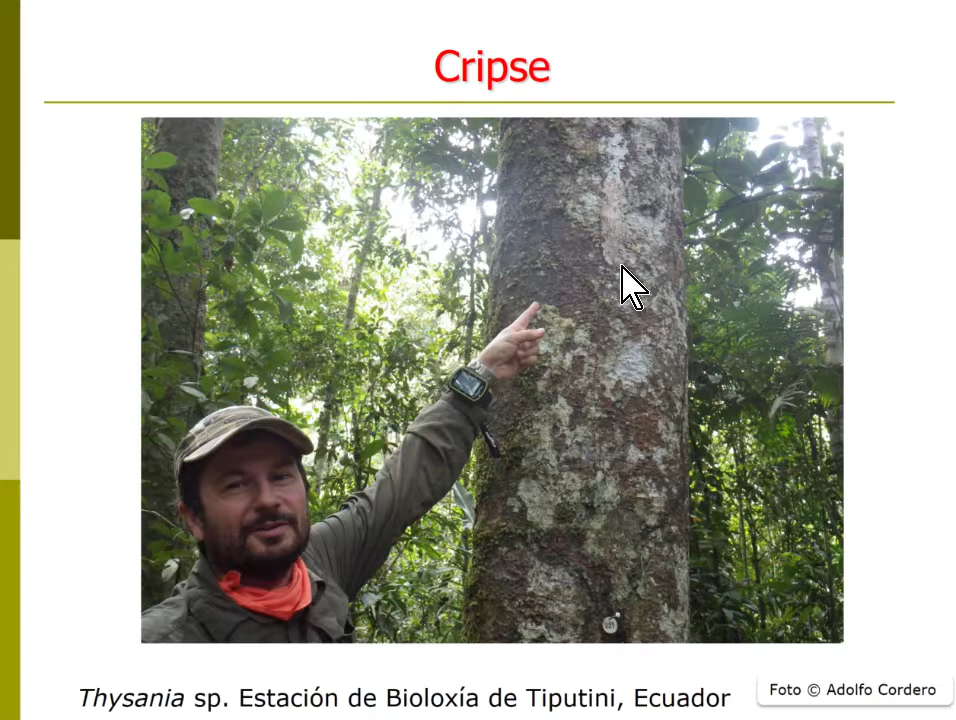 Cripse
Thysania sp. Estación de Bioloxía de Tiputini, Ecuador
Foto © Adolfo Cordero